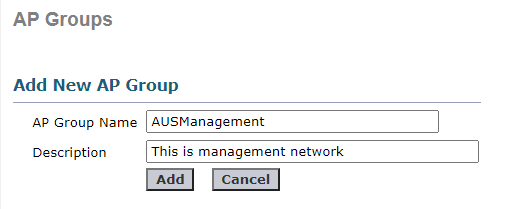 AP Groups
Add New AP Group
AP Group Name AUSManagement
Description This is management network
Add Cancel